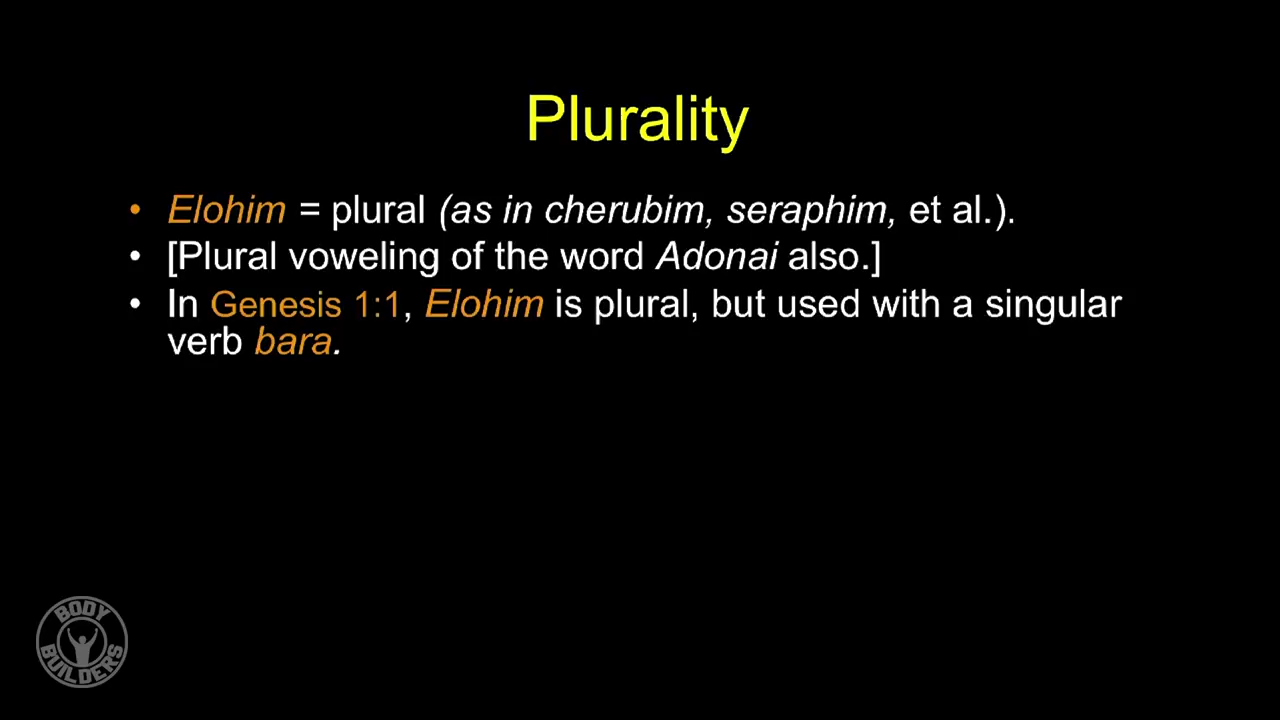 Plurality
• Elohim = plural (as in cherubim, seraphim, et al.).
• [Plural voweling of the word Adonai also.]
• In Genesis 1:1, Elohim is plural, but used with a singular
verb bara.
BODY
BUILDERS